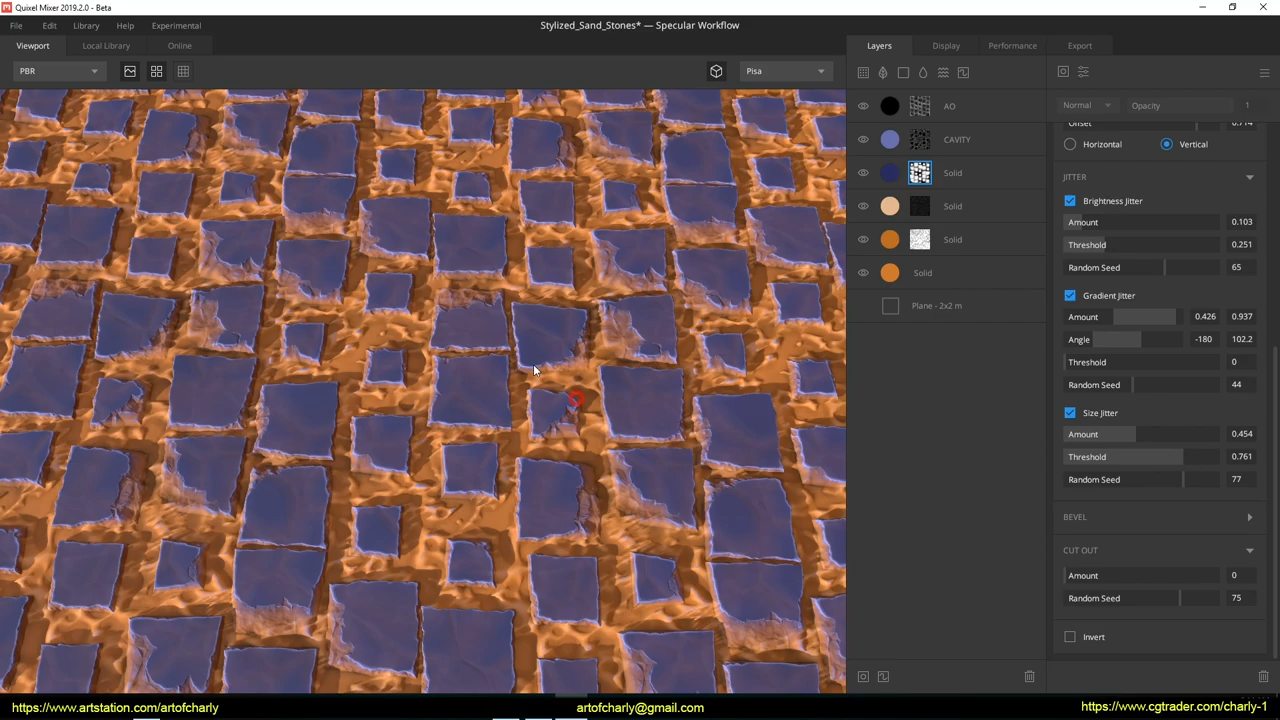 Quixel Mixer 2019.2.0 - Beta
File Edit Library Help Experimental
Stylized_Sand_Stones* — Specular Workflow
Viewport Local Library Online
Layers Display Performance Export
PBR
Pisa
AO
CAVITY
Solid
Solid
Solid
Solid
Plane - 2x2 m
Normal Opacity 1
Offset 0.714
Horizontal Vertical
JITTER
Brightness Jitter
Amount 0.103
Threshold 0.251
Random Seed 65
Gradient Jitter
Amount 0.426 0.937
Angle -180 102.2
Threshold 0
Random Seed 44
Size Jitter
Amount 0.454
Threshold 0.761
Random Seed 77
BEVEL
CUT OUT
Amount 0
Random Seed 75
Invert
https://www.artstation.com/artofcharly
artofcharly@gmail.com
https://www.cgtrader.com/charly-1